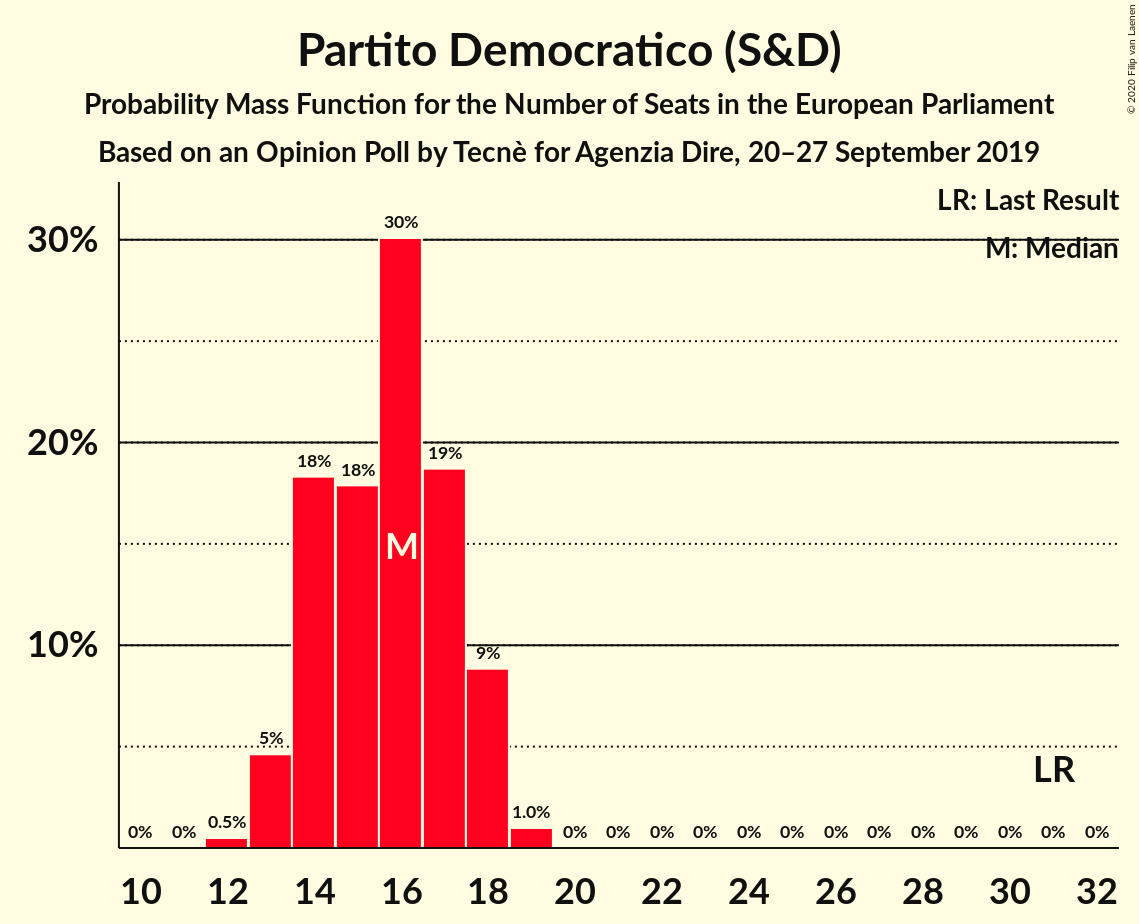 Partito Democratico (S&D)
Probability Mass Function for the Number of Seats in the European Parliament
Based on an Opinion Poll by Tecnè for Agenzia Dire, 20–27 September 2019
© 2020 Filip van Laenen
LR: Last Result
M: Median
30%
20%
10%
0% 0% 0.5% 5% 18% 18% 30% 19% 9% 1.0% 0% 0% 0% 0% 0% 0% 0% 0% 0% 0% 0% 0% 0%
M
LR
10 12 14 16 18 20 22 24 26 28 30 32